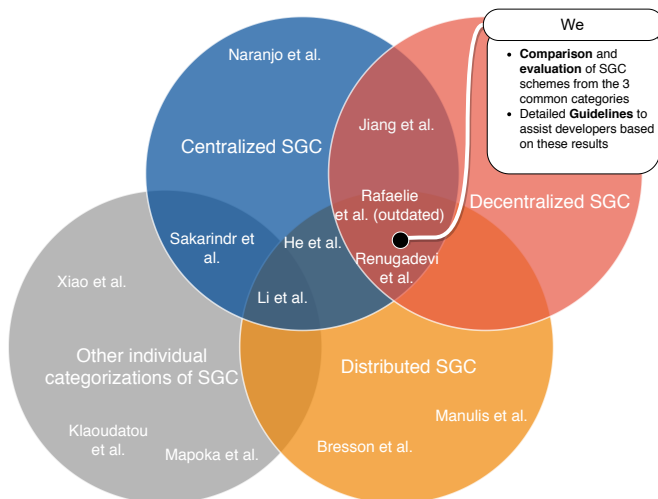 We
• Comparison and
evaluation of SGC
schemes from the 3
common categories
• Detailed Guidelines to
assist developers based
on these results
Naranjo et al.
Jiang et al.
Centralized SGC
Rafaelie
et al. (outdated)
Decentralized SGC
Sakarindr et
al.
He et al.
Renugadevi
et al.
Xiao et al.
Li et al.
Other individual
categorizations of SGC
Distributed SGC
Manulis et al.
Klaoudatou
et al.
Mapoka et al.
Bresson et al.